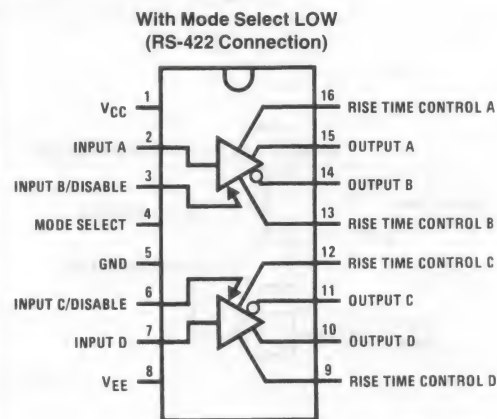 With Mode Select LOW
(RS-422 Connection)
VCC 1
INPUT A 2
INPUT B/DISABLE 3
MODE SELECT 4
GND 5
INPUT C/DISABLE 6
INPUT D 7
VEE 8
16 RISE TIME CONTROL A
15 OUTPUT A
14 OUTPUT B
13 RISE TIME CONTROL B
12 RISE TIME CONTROL C
11 OUTPUT C
10 OUTPUT D
9 RISE TIME CONTROL D